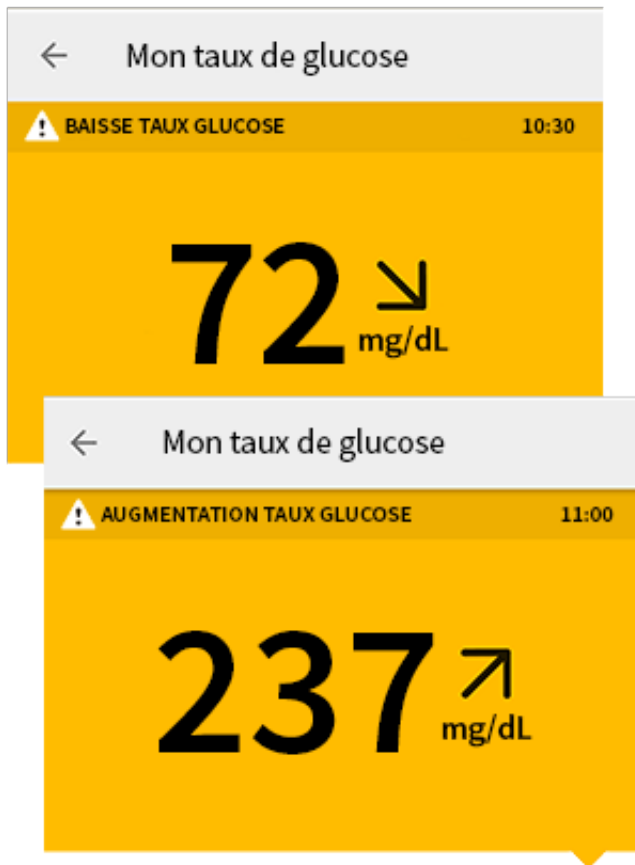 Mon taux de glucose
BAISSE TAUX GLUCOSE 10:30
72
mg/dL
Mon taux de glucose
AUGMENTATION TAUX GLUCOSE 11:00
237
mg/dL